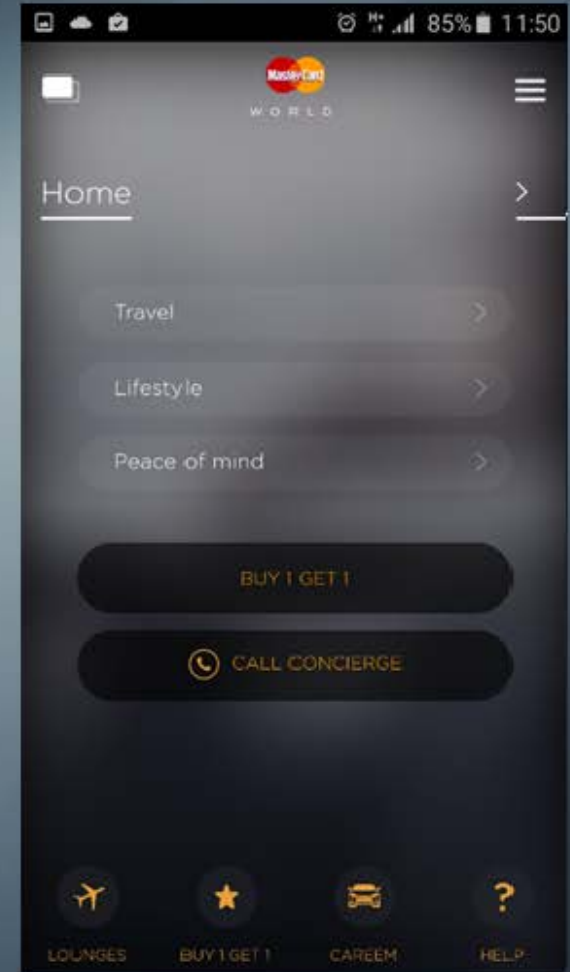 85% 11:50
MasterCard
WORLD
Home
Travel
Lifestyle
Peace of mind
BUY 1 GET 1
CALL CONCIERGE
LOUNGES BUY 1 GET 1 CAREEM HELP